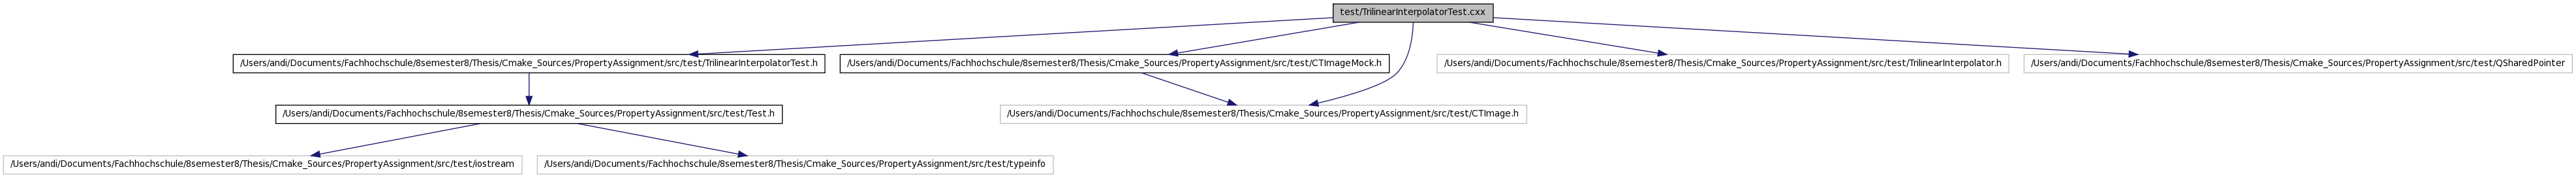 test/TrilinearInterpolatorTest.cxx
/Users/andi/Documents/Fachhochschule/8semester8/Thesis/Cmake_Sources/PropertyAssignment/src/test/TrilinearInterpolatorTest.h
/Users/andi/Documents/Fachhochschule/8semester8/Thesis/Cmake_Sources/PropertyAssignment/src/test/CTImageMock.h
/Users/andi/Documents/Fachhochschule/8semester8/Thesis/Cmake_Sources/PropertyAssignment/src/test/TrilinearInterpolator.h
/Users/andi/Documents/Fachhochschule/8semester8/Thesis/Cmake_Sources/PropertyAssignment/src/test/QSharedPointer
/Users/andi/Documents/Fachhochschule/8semester8/Thesis/Cmake_Sources/PropertyAssignment/src/test/Test.h
/Users/andi/Documents/Fachhochschule/8semester8/Thesis/Cmake_Sources/PropertyAssignment/src/test/CTImage.h
/Users/andi/Documents/Fachhochschule/8semester8/Thesis/Cmake_Sources/PropertyAssignment/src/test/iostream
/Users/andi/Documents/Fachhochschule/8semester8/Thesis/Cmake_Sources/PropertyAssignment/src/test/typeinfo